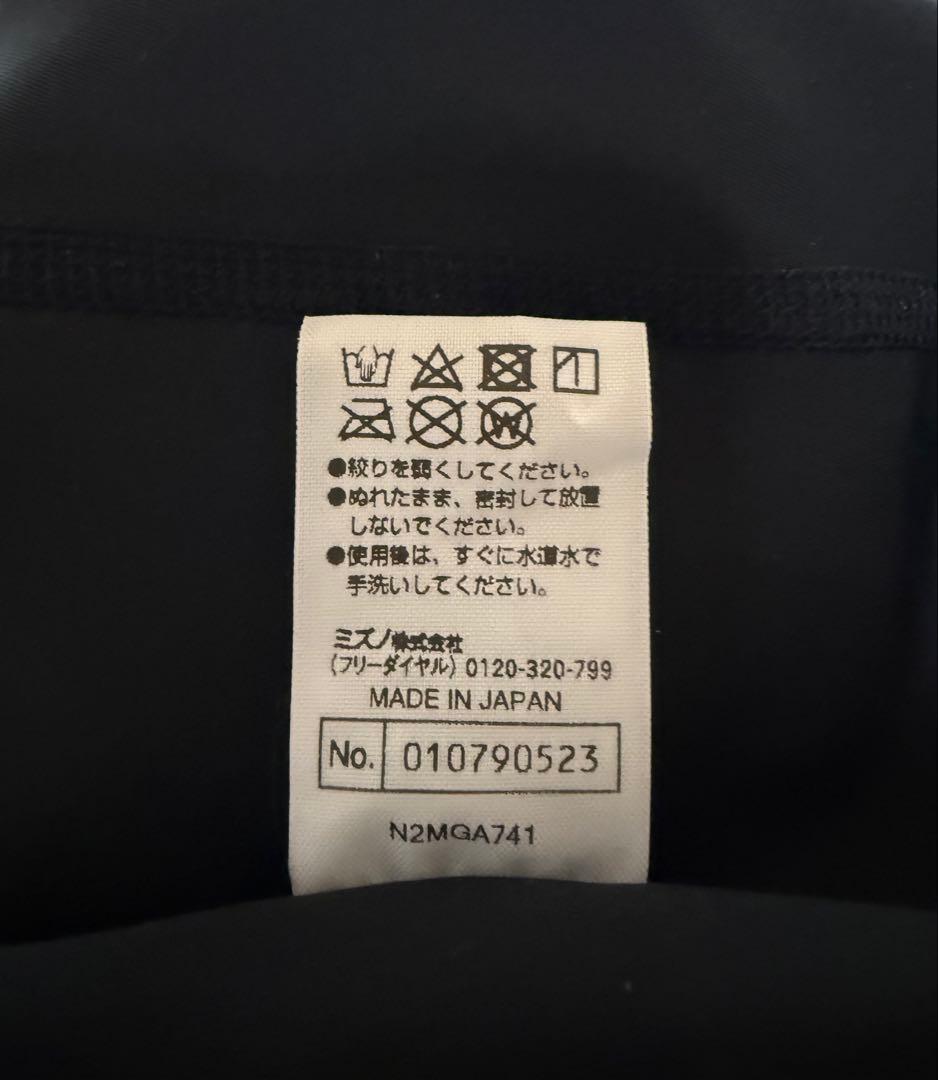 ●絞りを弱くしてください。
●ぬれたまま、密封して放置
しないでください。
●使用後は、すぐに水道水で
手洗いしてください。
ミズノ株式会社
(フリーダイヤル) 0120-320-799
MADE IN JAPAN
No. 010790523
N2MGA741